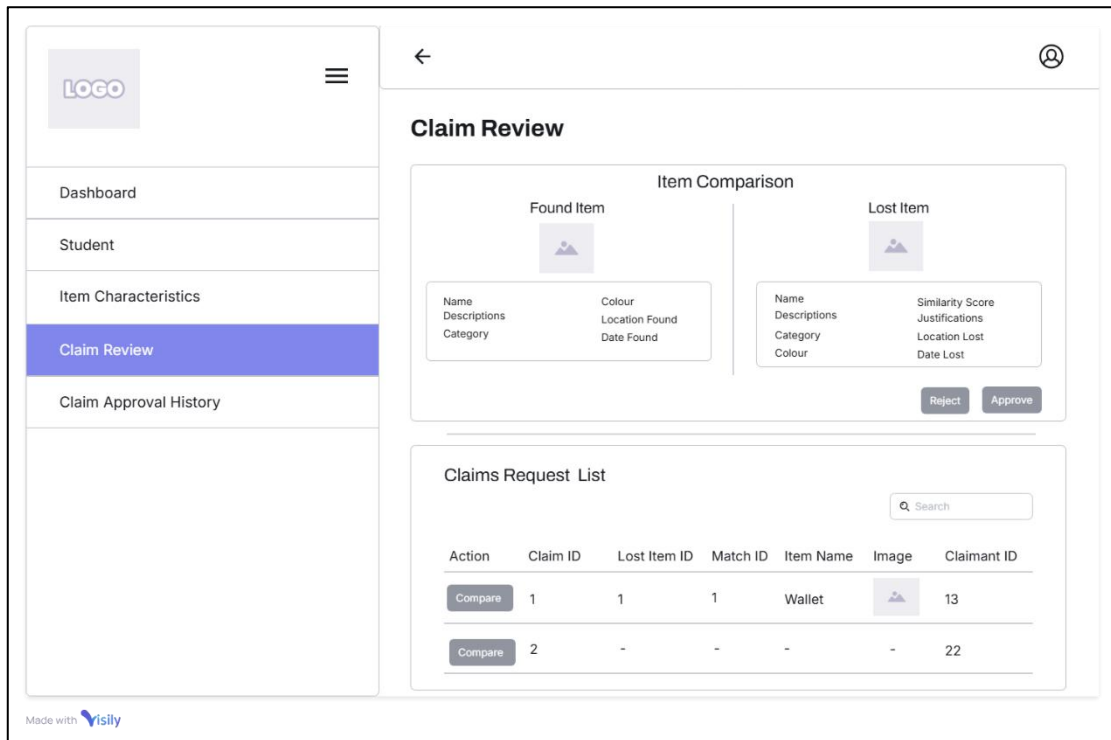 LOGO
Dashboard
Student
Item Characteristics
Claim Review
Claim Approval History
Claim Review
Item Comparison
Found Item
Name
Descriptions
Category
Colour
Location Found
Date Found
Lost Item
Name
Descriptions
Category
Colour
Similarity Score
Justifications
Location Lost
Date Lost
Reject Approve
Claims Request List
Search
Action Claim ID Lost Item ID Match ID Item Name Image Claimant ID
Compare 1 1 1 Wallet 13
Compare 2 - - - - 22
Made with Visily